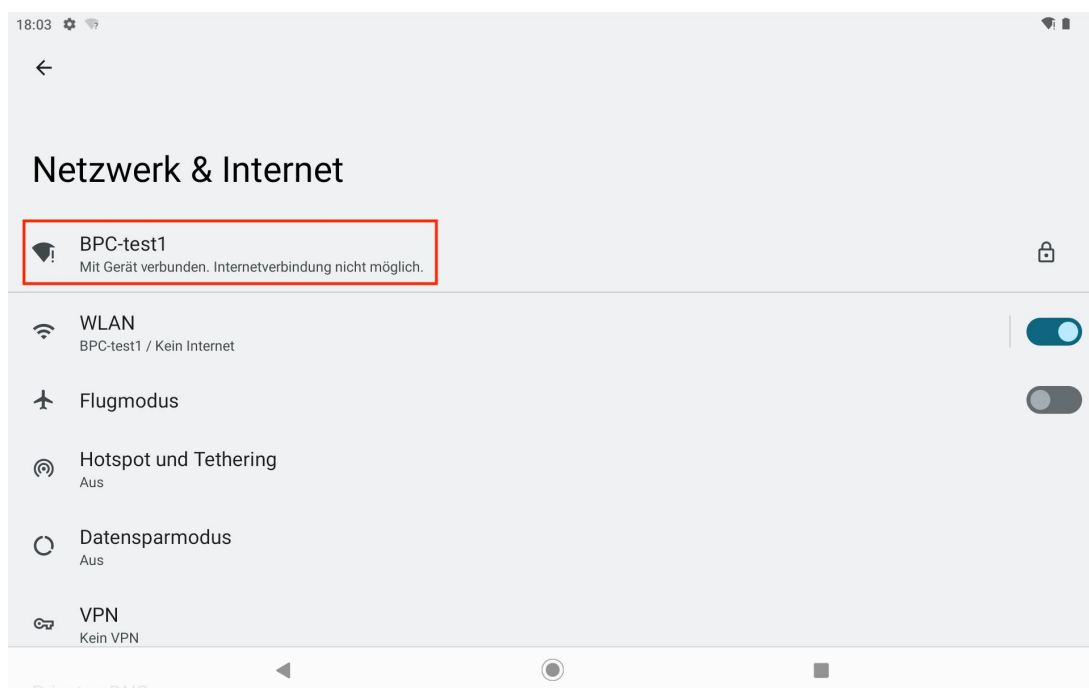 18:03
Netzwerk & Internet
BPC-test1
Mit Gerät verbunden. Internetverbindung nicht möglich.
WLAN
BPC-test1 / Kein Internet
Flugmodus
Hotspot und Tethering
Aus
Datensparmodus
Aus
VPN
Kein VPN